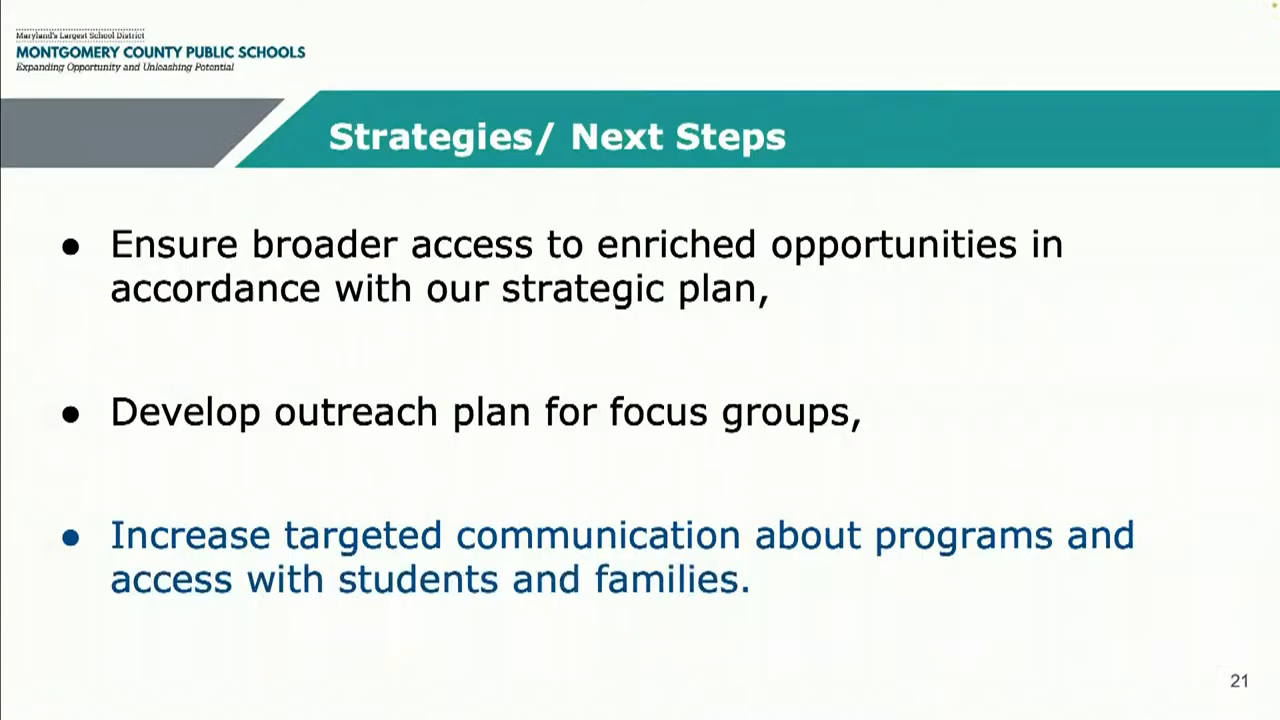 Maryland's Largest School District
MONTGOMERY COUNTY PUBLIC SCHOOLS
Expanding Opportunity and Unleashing Potential
Strategies/ Next Steps
● Ensure broader access to enriched opportunities in
accordance with our strategic plan,
● Develop outreach plan for focus groups,
● Increase targeted communication about programs and
access with students and families.
21